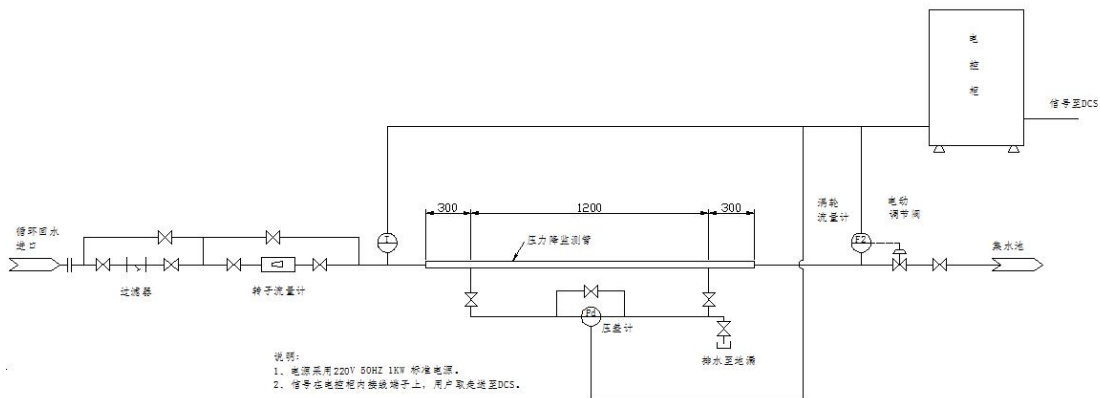 电
控
柜
信号至DCS
300
1200
300
涡轮
流量计
电动
调节阀
循环回水
进口
T
压力降监测管
F2
集水池
过滤器
转子流量计
Pd
压差计
排水至地漏
说明:
1、电源采用220V 50HZ 1KW 标准电源。
2、信号在电控柜内接线端子上, 用户取走送至DCS。